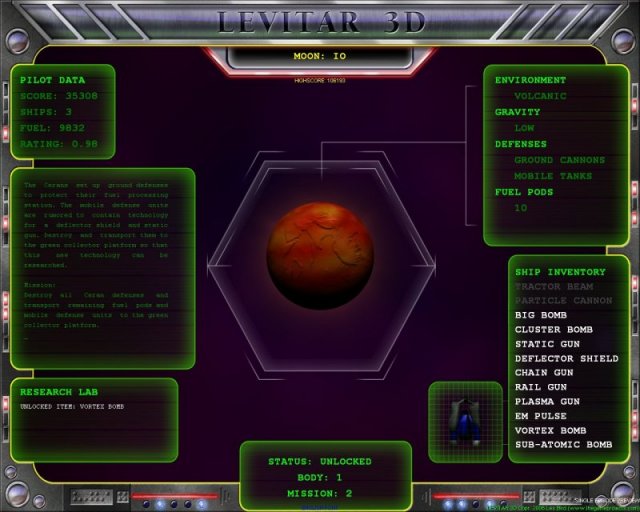 LEVITAR 3D
MOON: IO
HIGHSCORE 106193
PILOT DATA
SCORE: 35308
SHIPS: 3
FUEL: 9832
RATING: 0.98
The Cerans set up ground defenses
to protect their fuel processing
station. The mobile defense units
are rumored to contain technology
for a deflector shield and static
gun. Destroy and transport them to
the green collector platform so that
this new technology can be
researched.
Mission:
Destroy all Ceran defenses and
transport remaining fuel pods and
mobile defense units to the green
collector platform.
RESEARCH LAB
UNLOCKED ITEM: VORTEX BOMB
ENVIRONMENT
VOLCANIC
GRAVITY
LOW
DEFENSES
GROUND CANNONS
MOBILE TANKS
FUEL PODS
10
SHIP INVENTORY
TRACTOR BEAM
PARTICLE CANNON
BIG BOMB
CLUSTER BOMB
STATIC GUN
DEFLECTOR SHIELD
CHAIN GUN
RAIL GUN
PLASMA GUN
EM PULSE
VORTEX BOMB
SUB-ATOMIC BOMB
STATUS: UNLOCKED
BODY: 1
MISSION: 2